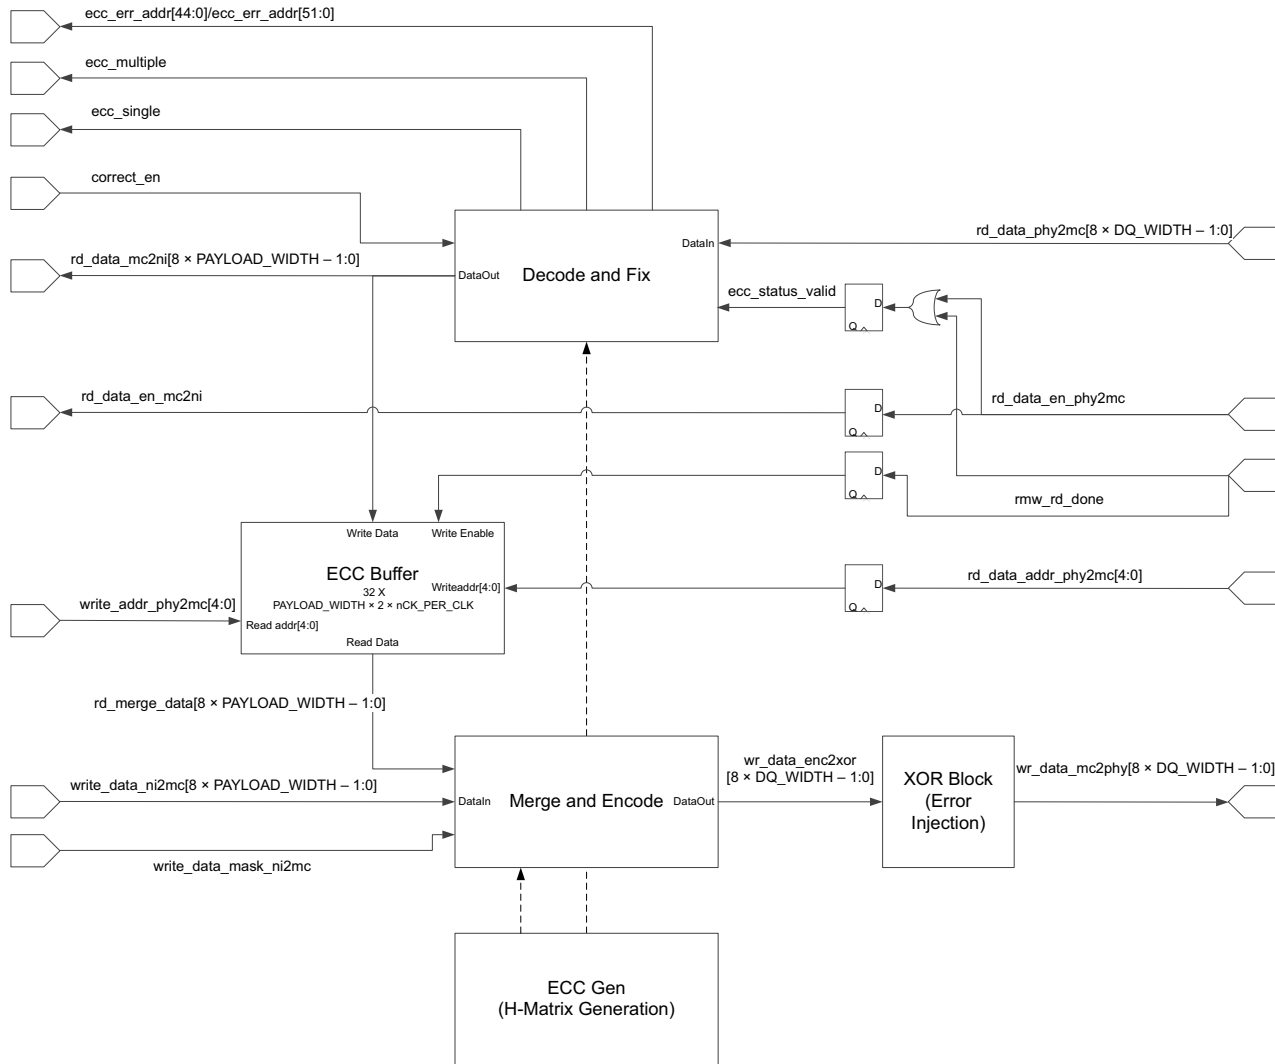 ecc_err_addr[44:0]/ecc_err_addr[51:0]
ecc_multiple
ecc_single
correct_en
rd_data_mc2ni[8 × PAYLOAD_WIDTH – 1:0]
DataOut
Decode and Fix
DataIn
rd_data_phy2mc[8 × DQ_WIDTH – 1:0]
ecc_status_valid
D
Q
rd_data_en_mc2ni
D
Q
rd_data_en_phy2mc
D
Q
rmw_rd_done
Write Data
Write Enable
ECC Buffer
32 X
PAYLOAD_WIDTH × 2 × nCK_PER_CLK
Writeaddr[4:0]
Read addr[4:0]
Read Data
write_addr_phy2mc[4:0]
D
Q
rd_data_addr_phy2mc[4:0]
rd_merge_data[8 × PAYLOAD_WIDTH – 1:0]
write_data_ni2mc[8 × PAYLOAD_WIDTH – 1:0]
write_data_mask_ni2mc
DataIn
Merge and Encode
DataOut
wr_data_enc2xor
[8 × DQ_WIDTH – 1:0]
XOR Block
(Error
Injection)
wr_data_mc2phy[8 × DQ_WIDTH – 1:0]
ECC Gen
(H-Matrix Generation)